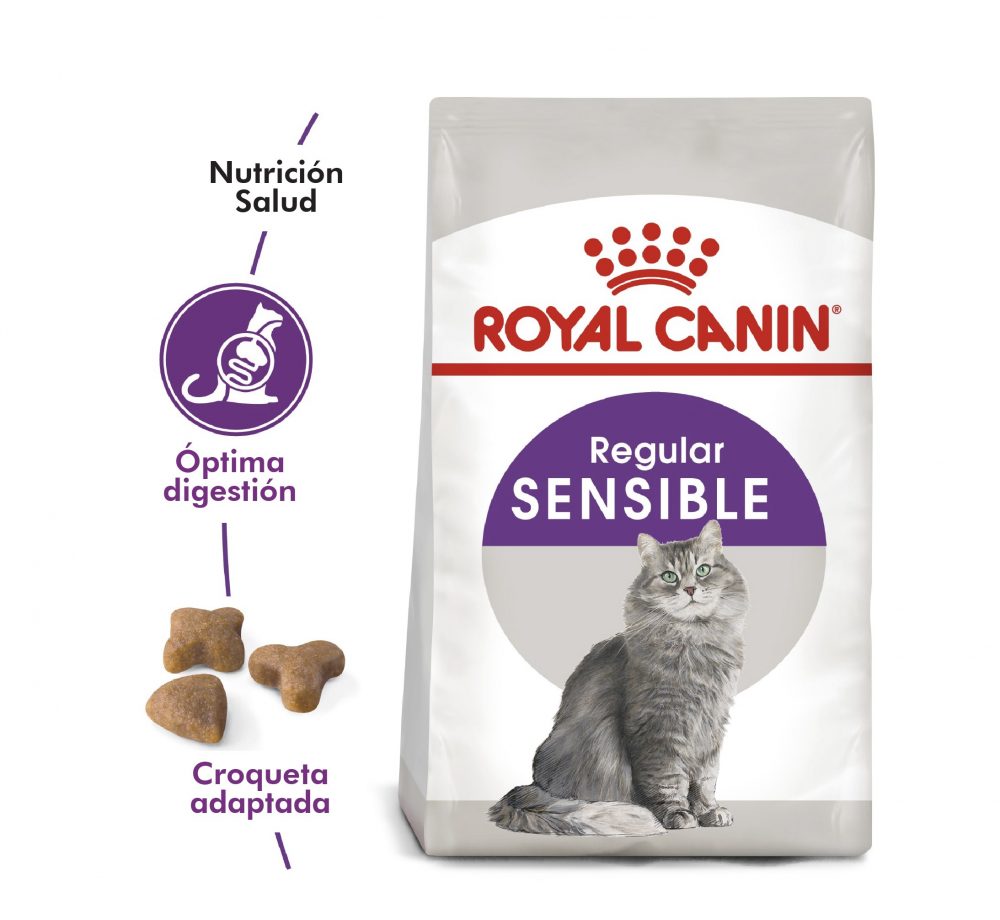 Nutrición
Salud
Óptima
digestión
Croqueta
adaptada
ROYAL CANIN®
Regular
SENSIBLE